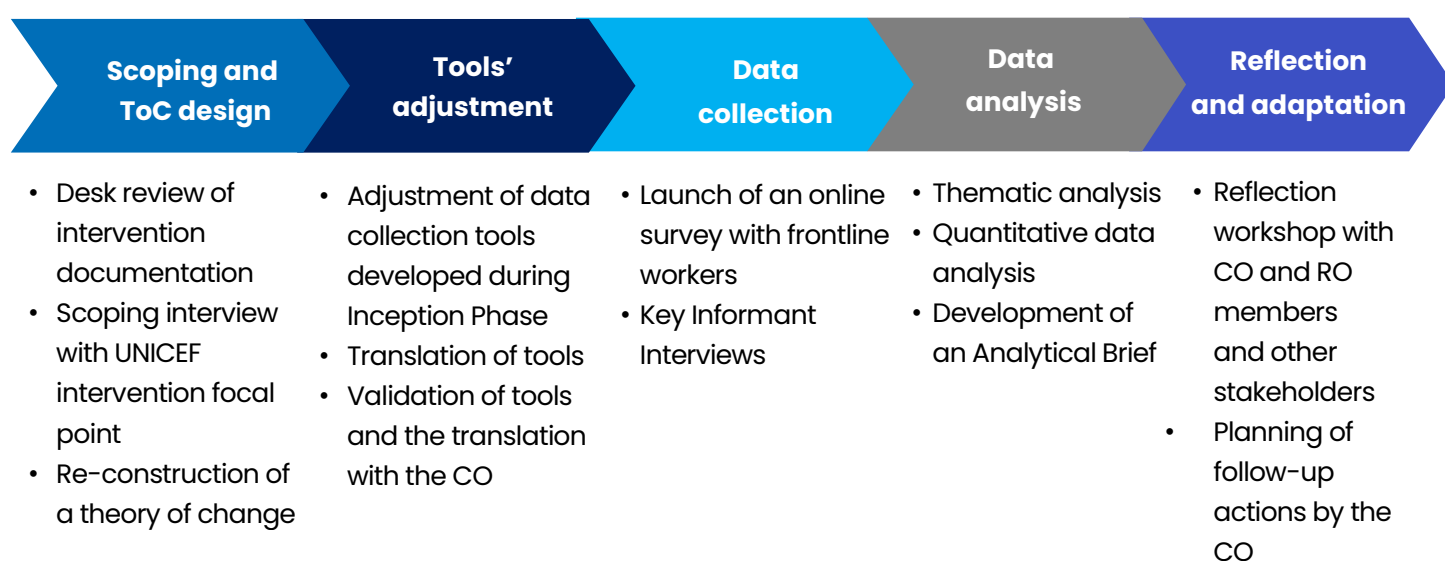 Scoping and
ToC design
Tools'
adjustment
Data
collection
Data
analysis
Reflection
and adaptation
• Desk review of
intervention
documentation
• Scoping interview
with UNICEF
intervention focal
point
• Re-construction of
a theory of change
• Adjustment of data
collection tools
developed during
Inception Phase
• Translation of tools
• Validation of tools
and the translation
with the CO
• Launch of an online
survey with frontline
workers
• Key Informant
Interviews
• Thematic analysis
• Quantitative data
analysis
• Development of
an Analytical Brief
• Reflection
workshop with
CO and RO
members
and other
stakeholders
• Planning of
follow-up
actions by the
CO